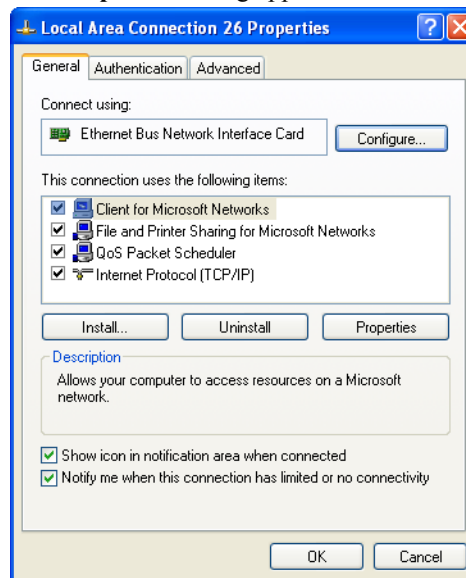 Local Area Connection 26 Properties
General Authentication Advanced
Connect using:
Ethernet Bus Network Interface Card
Configure...
This connection uses the following items:
Client for Microsoft Networks
File and Printer Sharing for Microsoft Networks
QoS Packet Scheduler
Internet Protocol (TCP/IP)
Install... Uninstall Properties
Description
Allows your computer to access resources on a Microsoft
network.
Show icon in notification area when connected
Notify me when this connection has limited or no connectivity
OK Cancel